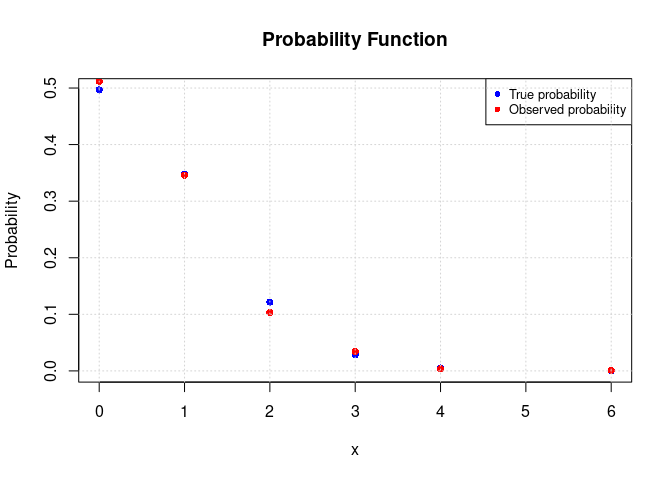 Probability Function
True probability
Observed probability
Probability
0.5
0.4
0.3
0.2
0.1
0.0
0 1 2 3 4 5 6
x